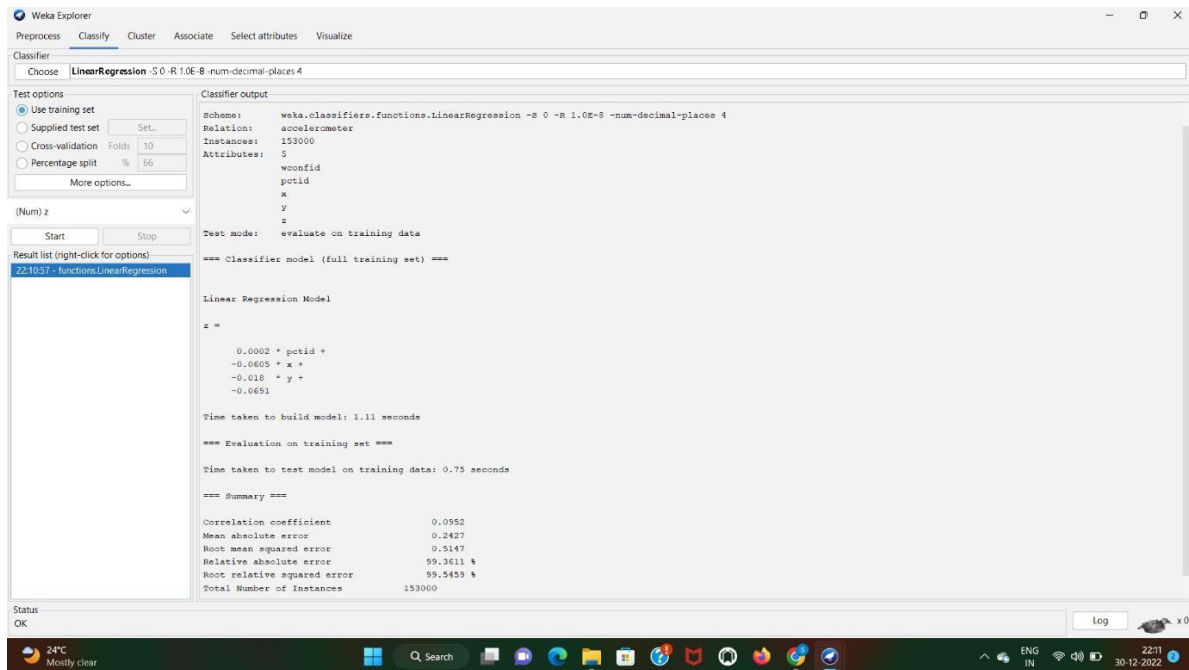 Weka Explorer
Preprocess Classify Cluster Associate Select attributes Visualize
Classifier
Choose LinearRegression -S 0 -R 1.0E-8 -num-decimal-places 4
Test options
Use training set
Supplied test set Set...
Cross-validation Folds 10
Percentage split % 66
More options...
(Num) z
Start Stop
Result list (right-click for options)
22:10:57 - functions.LinearRegression
Classifier output
Scheme: weka.classifiers.functions.LinearRegression -S 0 -R 1.0E-8 -num-decimal-places 4
Relation: accelerometer
Instances: 153000
Attributes: 5
wconfid
pctid
x
y
z
Test mode: evaluate on training data
=== Classifier model (full training set) ===
Linear Regression Model
z =
0.0002 * pctid +
-0.0605 * x +
-0.018 * y +
-0.0691
Time taken to build model: 1.11 seconds
=== Evaluation on training set ===
Time taken to test model on training data: 0.75 seconds
=== Summary ===
Correlation coefficient 0.0952
Mean absolute error 0.2427
Root mean squared error 0.5147
Relative absolute error 99.3611 %
Root relative squared error 99.5459 %
Total Number of Instances 153000
Status
OK
Log x 0
24°C
Mostly clear
Search
ENG
IN
22:11
30-12-2022
2